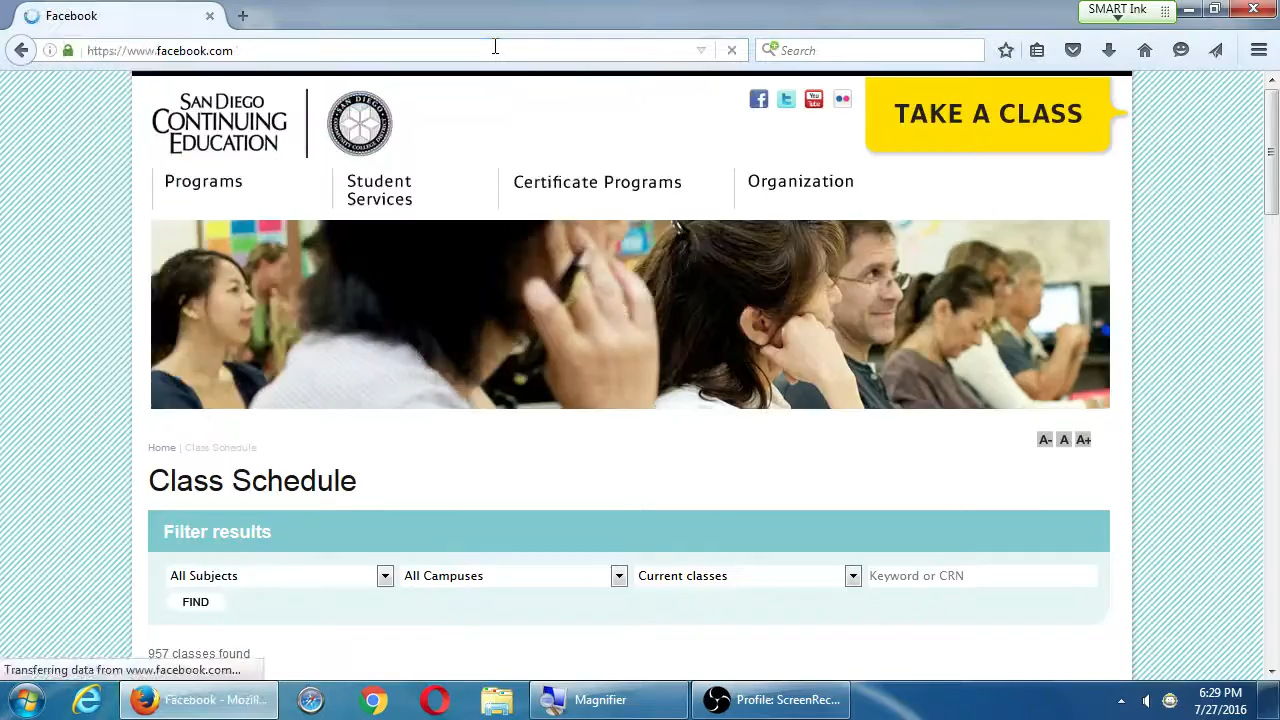 Facebook
SMART Ink
https://www.facebook.com
Search
SAN DIEGO
CONTINUING
EDUCATION
You
Tube
TAKE A CLASS
Programs
Student
Services
Certificate Programs
Organization
Home | Class Schedule
A- A A+
Class Schedule
Filter results
All Subjects
All Campuses
Current classes
Keyword or CRN
FIND
957 classes found
Transferring data from www.facebook.com...
Facebook - Mozill...
Magnifier
Profile: ScreenRec...
6:29 PM
7/27/2016